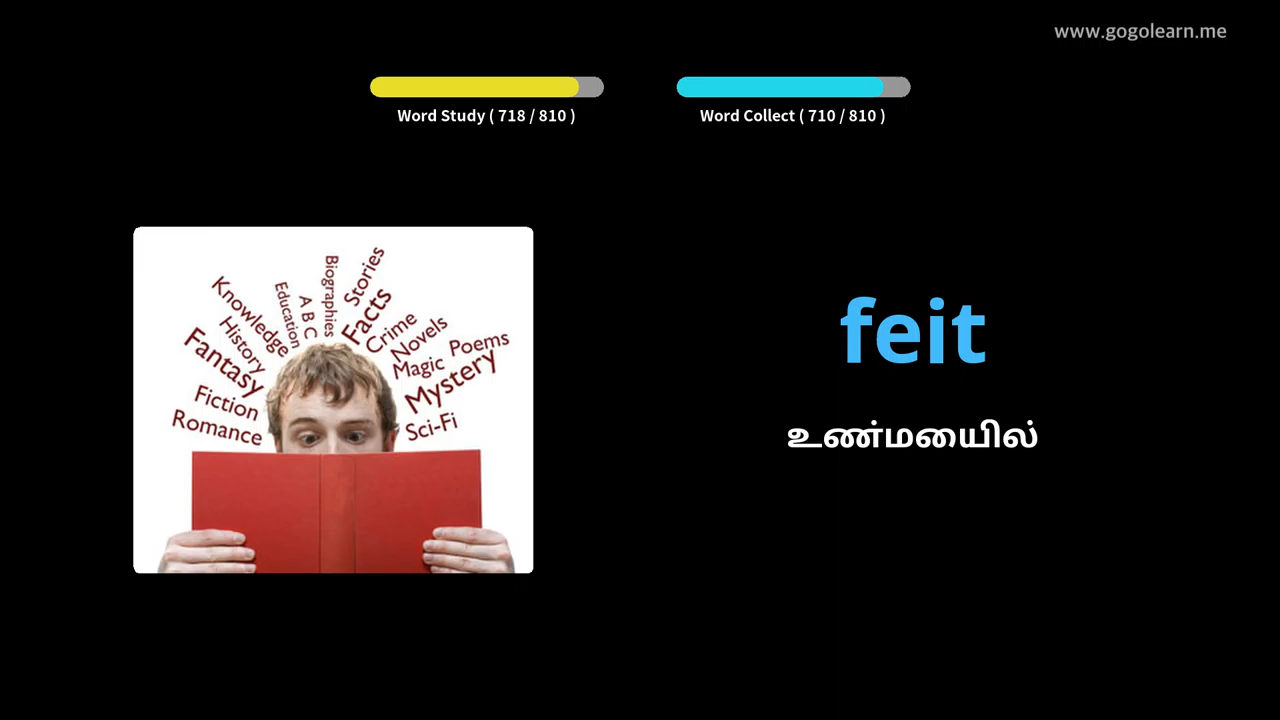 www.gogolearn.me
Word Study ( 718 / 810 )
Word Collect ( 710 / 810 )
Stories
Biographies
Facts
A B C
Education
Knowledge
Crime
History
Novels
Poems
Fantasy
Magic
Mystery
Fiction
Sci-Fi
Romance
feit
உண்மையில்